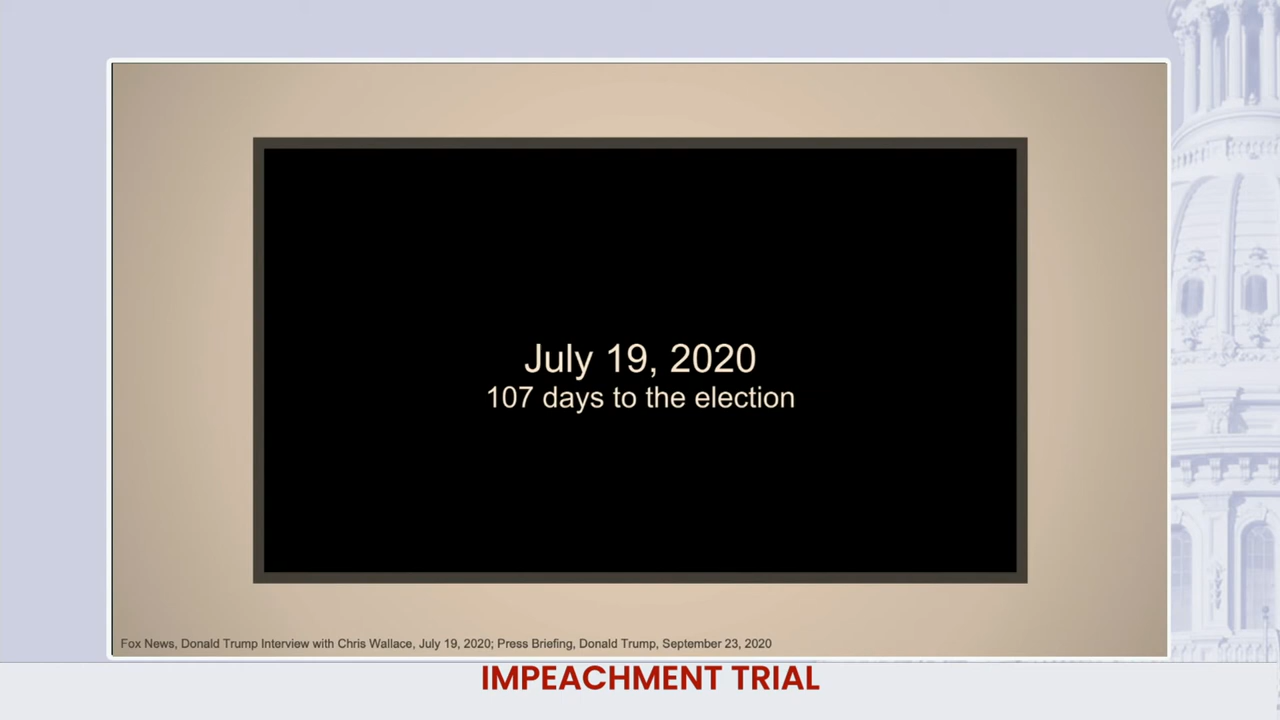 July 19, 2020
107 days to the election
Fox News, Donald Trump Interview with Chris Wallace, July 19, 2020; Press Briefing, Donald Trump, September 23, 2020
IMPEACHMENT TRIAL